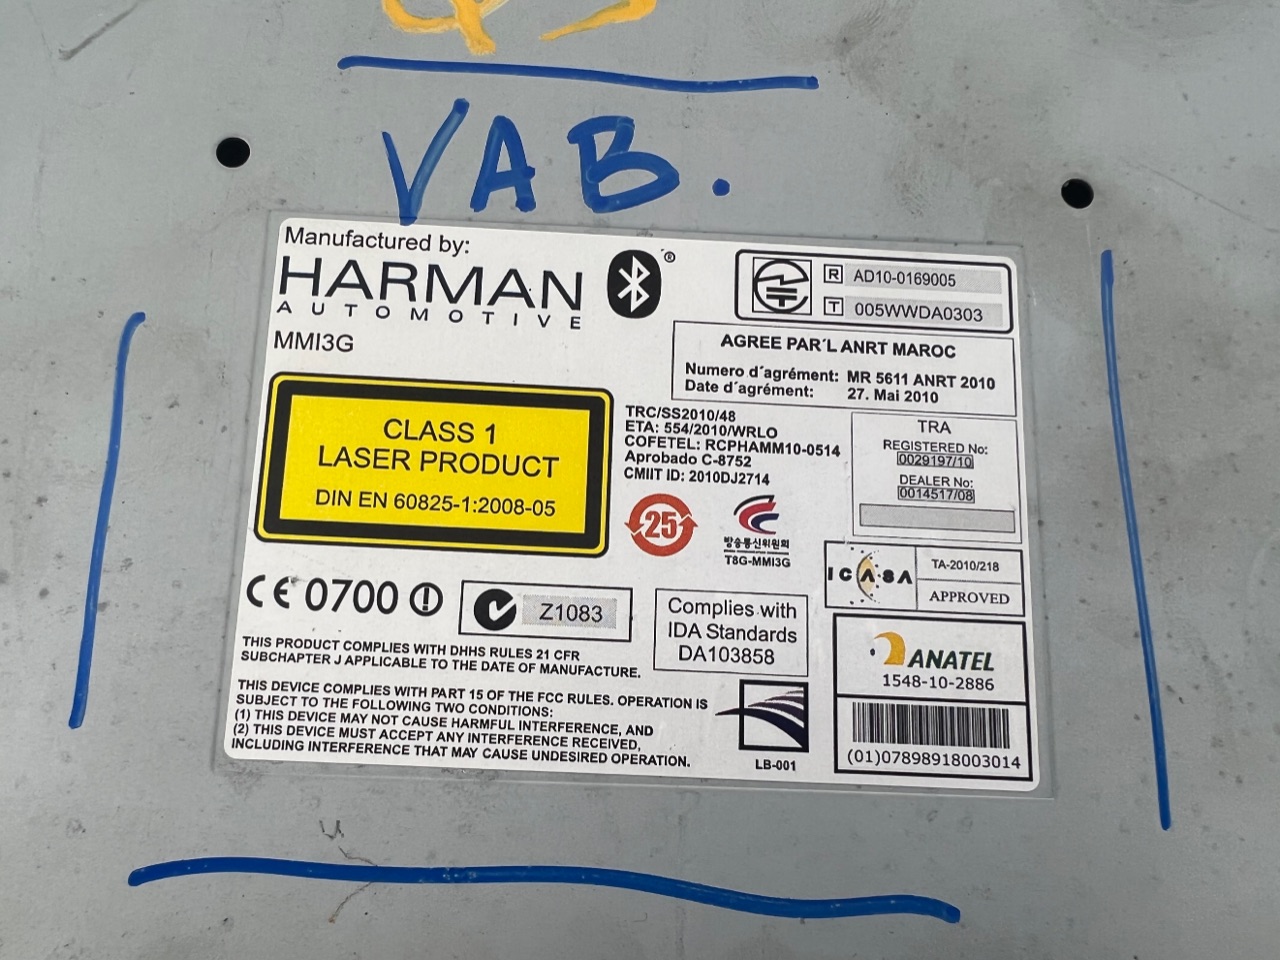 VAB.
Manufactured by:
HARMAN
AUTOMOTIVE
MMI3G
®
R AD10-0169005
T 005WWDA0303
AGREE PAR´L ANRT MAROC
Numero d´agrément: MR 5611 ANRT 2010
Date d´agrément: 27. Mai 2010
CLASS 1
LASER PRODUCT
DIN EN 60825-1:2008-05
TRC/SS2010/48
ETA: 554/2010/WRLO
COFETEL: RCPHAMM10-0514
Aprobado C-8752
CMIIT ID: 2010DJ2714
TRA
REGISTERED No:
0029197/10
DEALER No:
0014517/08
25
방송통신위원회
T8G-MMI3G
ICASA
TA-2010/218
APPROVED
CE 0700
Z1083
Complies with
IDA Standards
DA103858
ANATEL
1548-10-2886
(01)07898918003014
THIS PRODUCT COMPLIES WITH DHHS RULES 21 CFR
SUBCHAPTER J APPLICABLE TO THE DATE OF MANUFACTURE.
THIS DEVICE COMPLIES WITH PART 15 OF THE FCC RULES. OPERATION IS
SUBJECT TO THE FOLLOWING TWO CONDITIONS:
(1) THIS DEVICE MAY NOT CAUSE HARMFUL INTERFERENCE, AND
(2) THIS DEVICE MUST ACCEPT ANY INTERFERENCE RECEIVED,
INCLUDING INTERFERENCE THAT MAY CAUSE UNDESIRED OPERATION.
LB-001